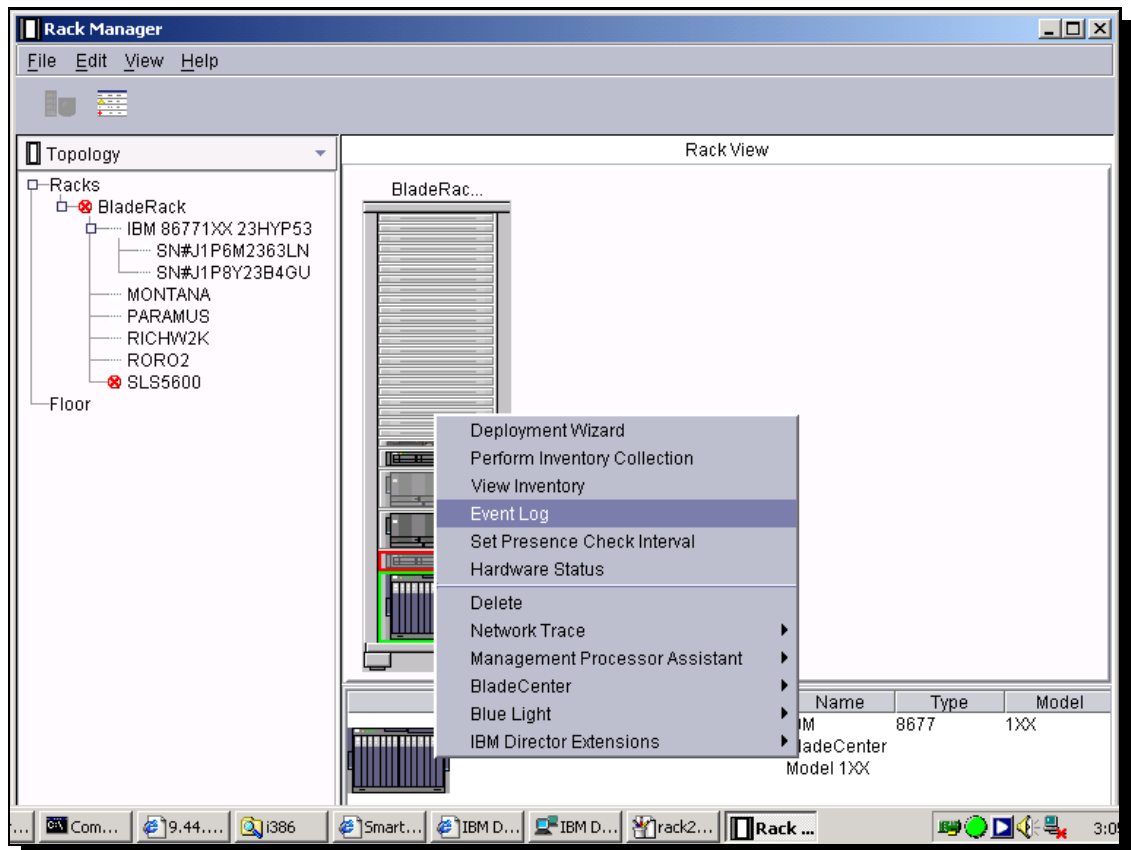 Rack Manager
File Edit View Help
Topology
Rack View
Racks
BladeRack
IBM 86771XX 23HYP53
SN#J1P6M2363LN
SN#J1P8Y23B4GU
MONTANA
PARAMUS
RICHW2K
RORO2
SLS5600
Floor
BladeRac...
Deployment Wizard
Perform Inventory Collection
View Inventory
Event Log
Set Presence Check Interval
Hardware Status
Delete
Network Trace
Management Processor Assistant
BladeCenter
Blue Light
IBM Director Extensions
Name Type Model
8677 1XX
ladeCenter
Model 1XX
... Com... 9.44.... i386 Smart... IBM D... IBM D... rack2... Rack ...